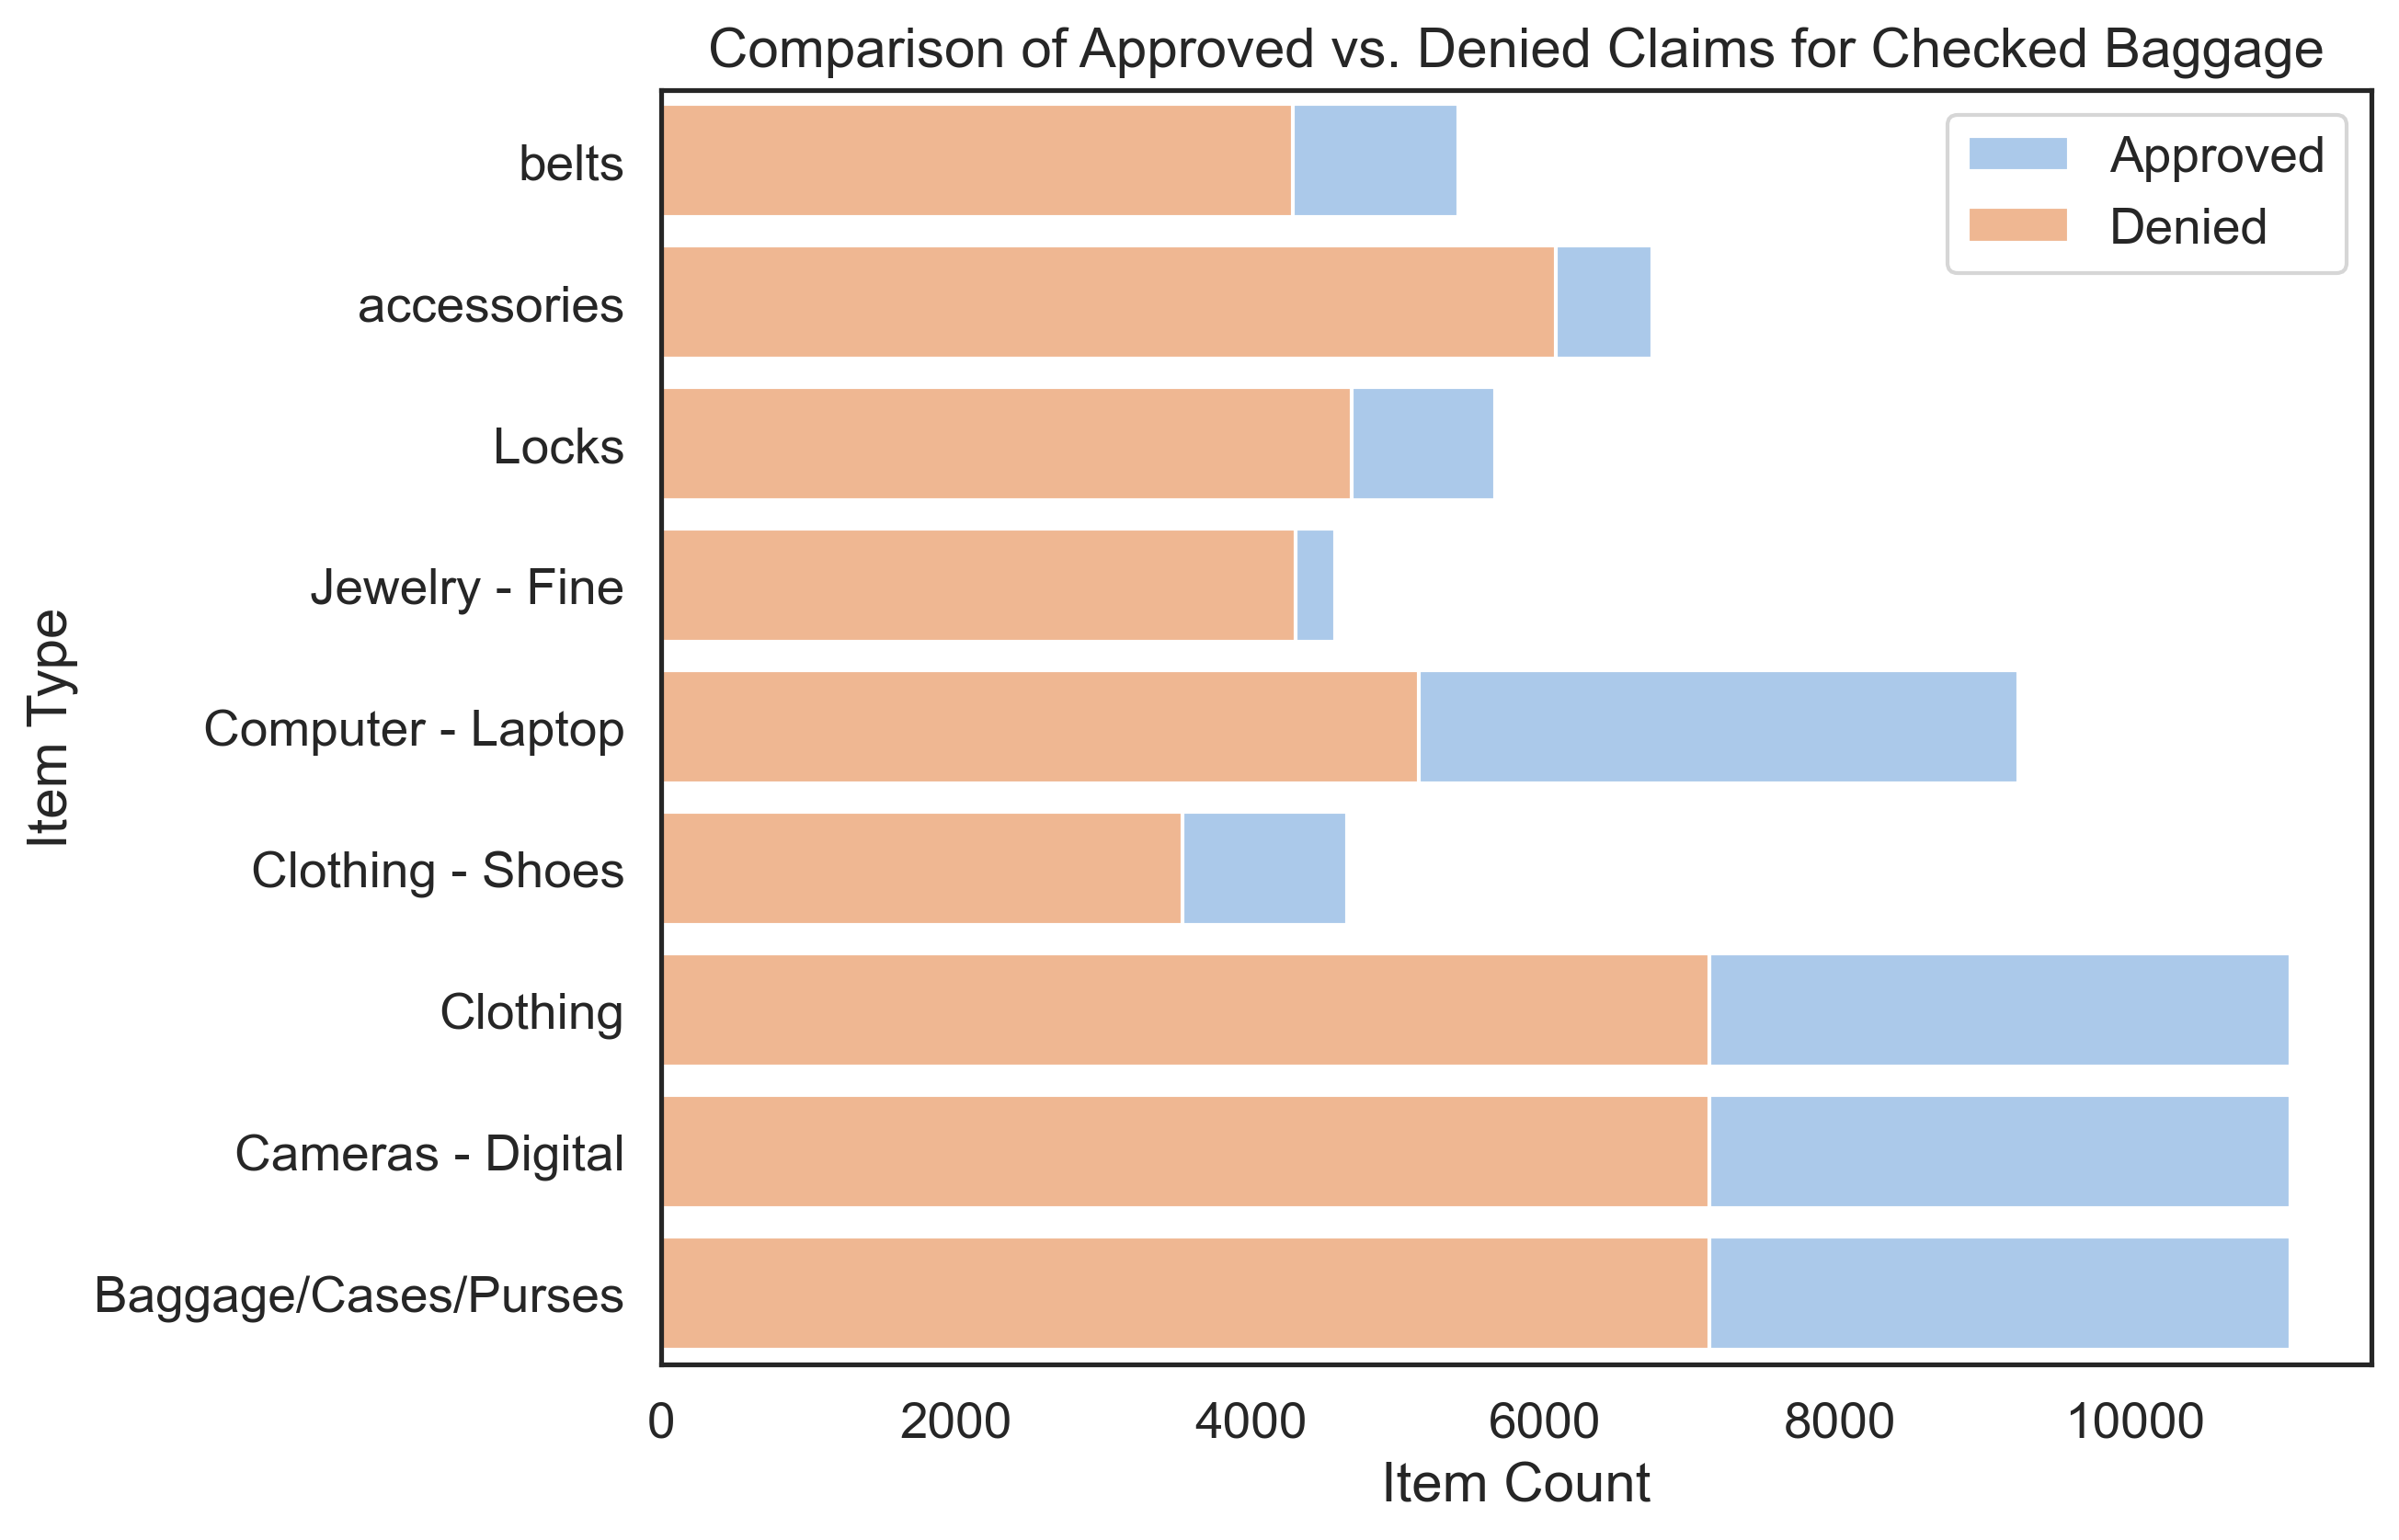 Comparison of Approved vs. Denied Claims for Checked Baggage
Approved
Denied
belts
accessories
Locks
Jewelry - Fine
Computer - Laptop
Clothing - Shoes
Clothing
Cameras - Digital
Baggage/Cases/Purses
Item Type
0 2000 4000 6000 8000 10000
Item Count